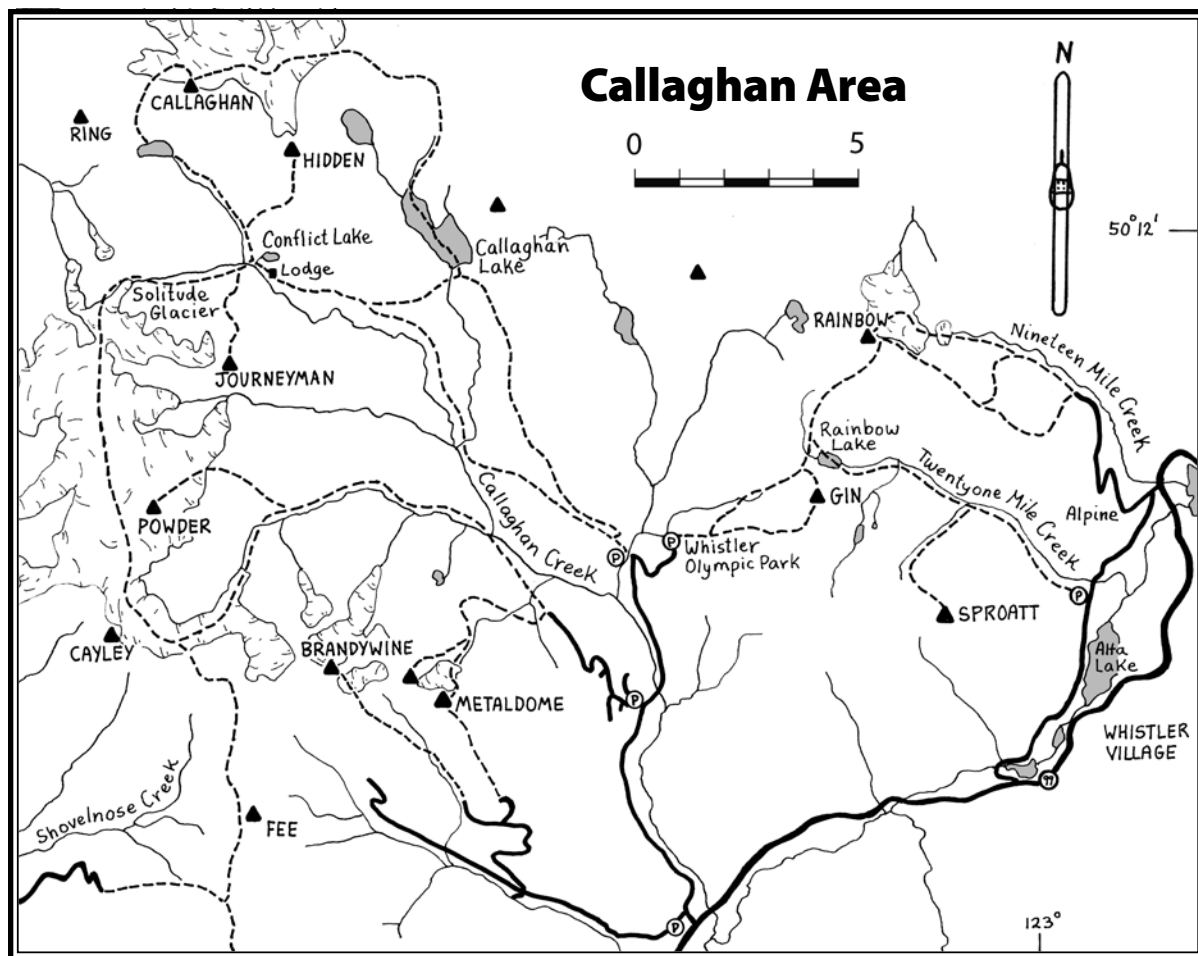 Callaghan Area
N
0
5
50°12'
CALLAGHAN
RING
HIDDEN
Conflict Lake
Lodge
Callaghan
Lake
Solitude
Glacier
RAINBOW
Nineteen Mile Creek
JOURNEYMAN
Rainbow
Lake
Twentyone Mile
Creek
GIN
Alpine
POWDER
Callaghan
Creek
P
P
Whistler
Olympic Park
P
SPROATT
CAYLEY
BRANDYWINE
Alta
Lake
METALDOME
P
WHISTLER
VILLAGE
99
Shovelnose Creek
FEE
P
123°